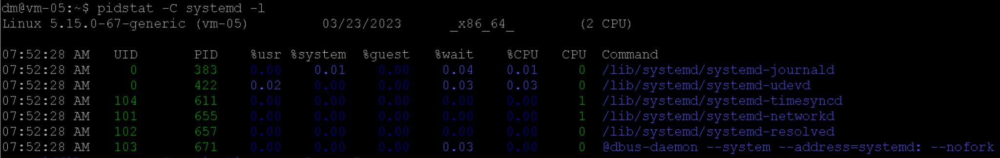 dm@vm-05:~$ pidstat -C systemd -l
Linux 5.15.0-67-generic (vm-05) 03/23/2023 _x86_64_ (2 CPU)
07:52:28 AM UID PID %usr %system %guest %wait %CPU CPU Command
07:52:28 AM 0 383 0.00 0.01 0.00 0.04 0.01 0 /lib/systemd/systemd-journald
07:52:28 AM 0 422 0.02 0.00 0.00 0.03 0.03 0 /lib/systemd/systemd-udevd
07:52:28 AM 104 611 0.00 0.00 0.00 0.00 0.00 1 /lib/systemd/systemd-timesyncd
07:52:28 AM 101 655 0.00 0.00 0.00 0.00 0.00 1 /lib/systemd/systemd-networkd
07:52:28 AM 102 657 0.00 0.00 0.00 0.00 0.00 0 /lib/systemd/systemd-resolved
07:52:28 AM 103 671 0.00 0.00 0.00 0.03 0.00 0 @dbus-daemon --system --address=systemd: --nofork